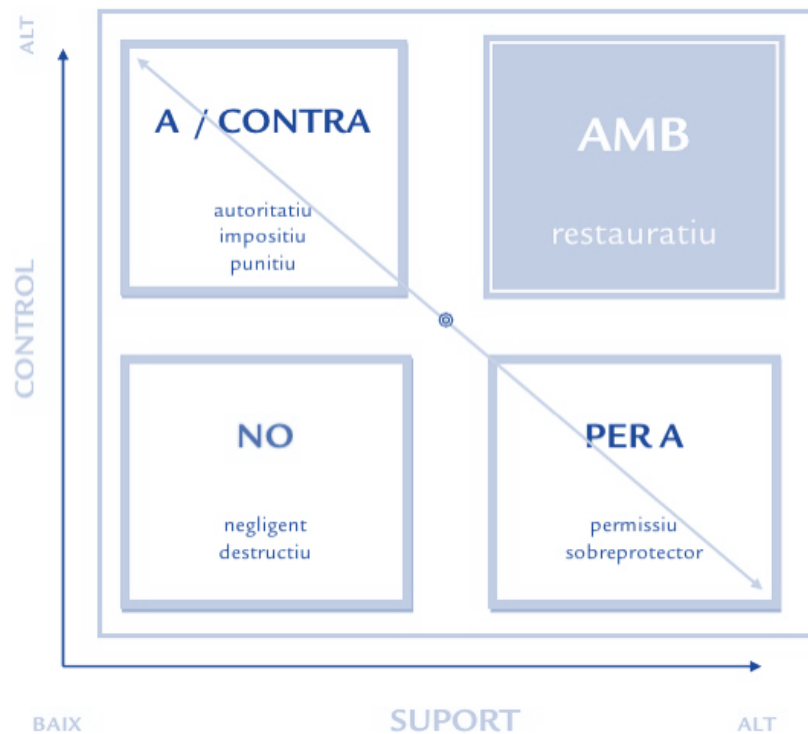 ALT
A / CONTRA
autoritatiu
impositiu
punitiu
AMB
restauratiu
CONTROL
NO
negligent
destructiu
PER A
permissiu
sobreprotector
BAIX
SUPORT
ALT